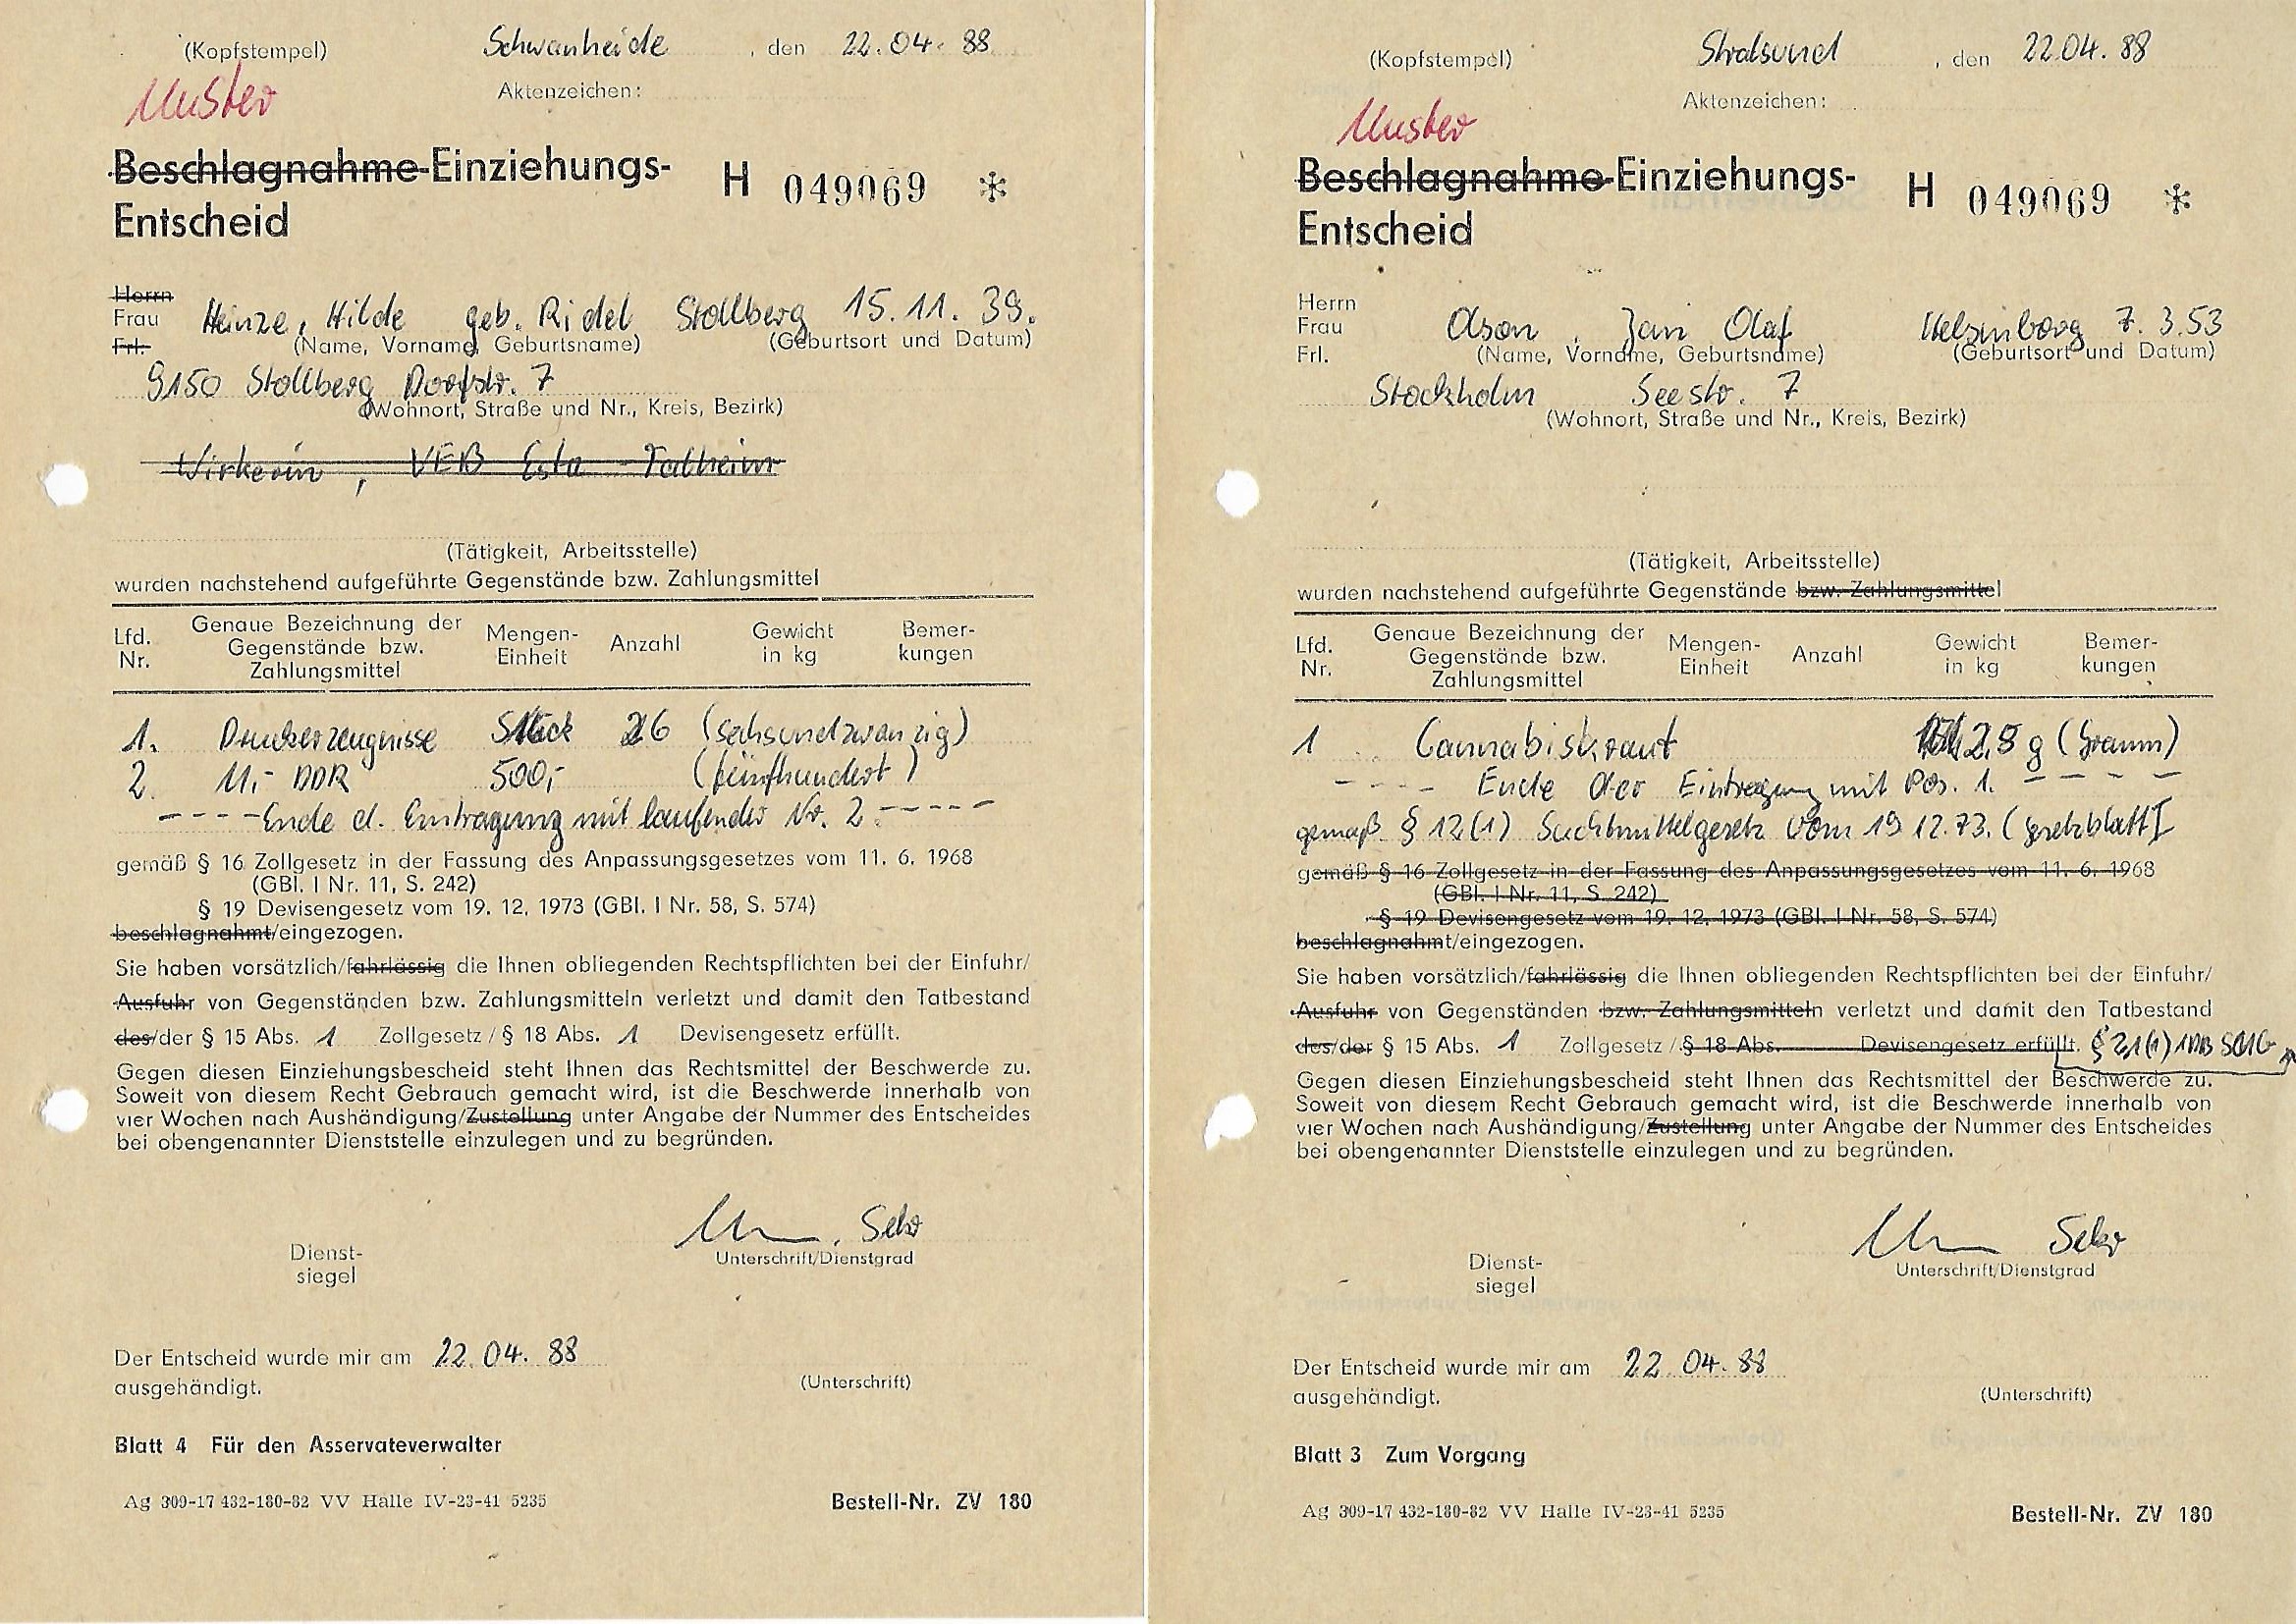 (Kopfstempel) Schwanheide , den 22.04.88
Aktenzeichen:
Muster
Beschlagnahme-Einziehungs-
Entscheid
H 049069 *
Herrn
Frau Heinze, Hilde geb. Ridel Stollberg 15.11.39.
Frl. (Name, Vorname, Geburtsname) (Geburtsort und Datum)
9150 Stollberg Dorfstr. 7
(Wohnort, Straße und Nr., Kreis, Bezirk)
Wirkerin, VEB Esda Talheim
(Tätigkeit, Arbeitsstelle)
wurden nachstehend aufgeführte Gegenstände bzw. Zahlungsmittel
Lfd. Nr. Genaue Bezeichnung der Gegenstände bzw. Zahlungsmittel Mengen-Einheit Anzahl Gewicht in kg Bemer-kungen
1. Druckerzeugnisse Stück 26 (sechsundzwanzig)
2. M,- DDR 500,- (fünfhundert)
----Ende d. Eintragung mit laufender Nr. 2.-----
gemäß § 16 Zollgesetz in der Fassung des Anpassungsgesetzes vom 11. 6. 1968
(GBl. I Nr. 11, S. 242)
§ 19 Devisengesetz vom 19. 12. 1973 (GBl. I Nr. 58, S. 574)
beschlagnahmt/eingezogen.
Sie haben vorsätzlich/fahrlässig die Ihnen obliegenden Rechtspflichten bei der Einfuhr/
Ausfuhr von Gegenständen bzw. Zahlungsmitteln verletzt und damit den Tatbestand
des/der § 15 Abs. 1 Zollgesetz / § 18 Abs. 1 Devisengesetz erfüllt.
Gegen diesen Einziehungsbescheid steht Ihnen das Rechtsmittel der Beschwerde zu.
Soweit von diesem Recht Gebrauch gemacht wird, ist die Beschwerde innerhalb von
vier Wochen nach Aushändigung/Zustellung unter Angabe der Nummer des Entscheides
bei obengenannter Dienststelle einzulegen und zu begründen.
Sekr
Dienst-
siegel
Unterschrift/Dienstgrad
Der Entscheid wurde mir am 22.04.88
ausgehändigt.
(Unterschrift)
Blatt 4 Für den Asservateverwalter
Ag 309-17 432-180-82 VV Halle IV-23-41 5235 Bestell-Nr. ZV 180
(Kopfstempel) Stralsund , den 22.04.88
Aktenzeichen:
Muster
Beschlagnahme-Einziehungs-
Entscheid
H 049069 *
Herrn
Frau Olson, Jan Olaf Helsinborg 7.3.53
Frl. (Name, Vorname, Geburtsname) (Geburtsort und Datum)
Stockholm Seestr. 7
(Wohnort, Straße und Nr., Kreis, Bezirk)
(Tätigkeit, Arbeitsstelle)
wurden nachstehend aufgeführte Gegenstände bzw. Zahlungsmittel
Lfd. Nr. Genaue Bezeichnung der Gegenstände bzw. Zahlungsmittel Mengen-Einheit Anzahl Gewicht in kg Bemer-kungen
1 Cannabiskraut 2,8 g (Gramm)
---- Ende der Eintragung mit Pos. 1. ----
gemäß § 12(1) Suchtmittelgesetz vom 19 12.73. (Gesetzblatt I
gemäß § 16 Zollgesetz in der Fassung des Anpassungsgesetzes vom 11. 6. 1968
(GBl. I Nr. 11, S. 242)
§ 19 Devisengesetz vom 19. 12. 1973 (GBl. I Nr. 58, S. 574)
beschlagnahmt/eingezogen.
Sie haben vorsätzlich/fahrlässig die Ihnen obliegenden Rechtspflichten bei der Einfuhr/
Ausfuhr von Gegenständen bzw. Zahlungsmitteln verletzt und damit den Tatbestand
des/der § 15 Abs. 1 Zollgesetz / § 18 Abs. Devisengesetz erfüllt. § 21(1) 1DB SMG
Gegen diesen Einziehungsbescheid steht Ihnen das Rechtsmittel der Beschwerde zu.
Soweit von diesem Recht Gebrauch gemacht wird, ist die Beschwerde innerhalb von
vier Wochen nach Aushändigung/Zustellung unter Angabe der Nummer des Entscheides
bei obengenannter Dienststelle einzulegen und zu begründen.
Sekr
Dienst-
siegel
Unterschrift/Dienstgrad
Der Entscheid wurde mir am 22.04.88
ausgehändigt.
(Unterschrift)
Blatt 3 Zum Vorgang
Ag 309-17 432-180-82 VV Halle IV-23-41 5235 Bestell-Nr. ZV 180